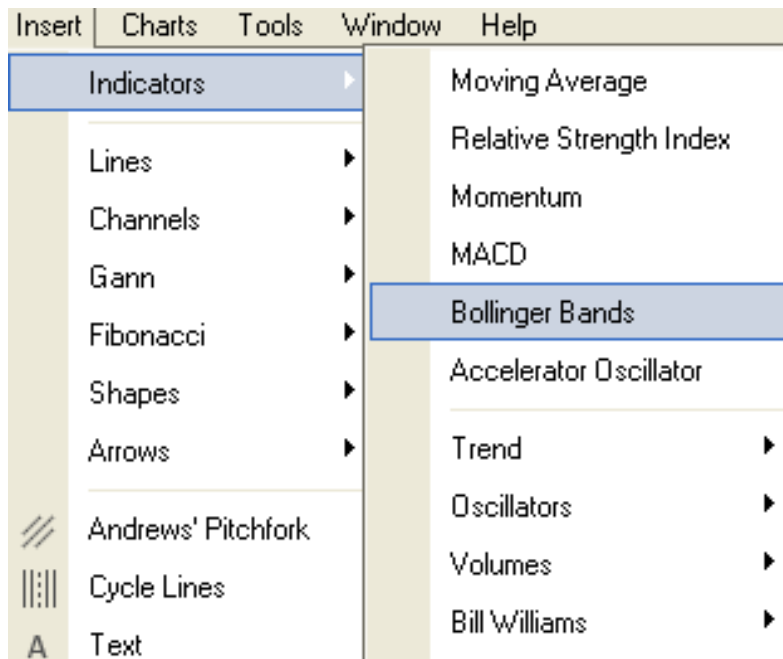 Insert Charts Tools Window Help
Indicators
Lines
Channels
Gann
Fibonacci
Shapes
Arrows
Andrews' Pitchfork
Cycle Lines
A Text
Moving Average
Relative Strength Index
Momentum
MACD
Bollinger Bands
Accelerator Oscillator
Trend
Oscillators
Volumes
Bill Williams